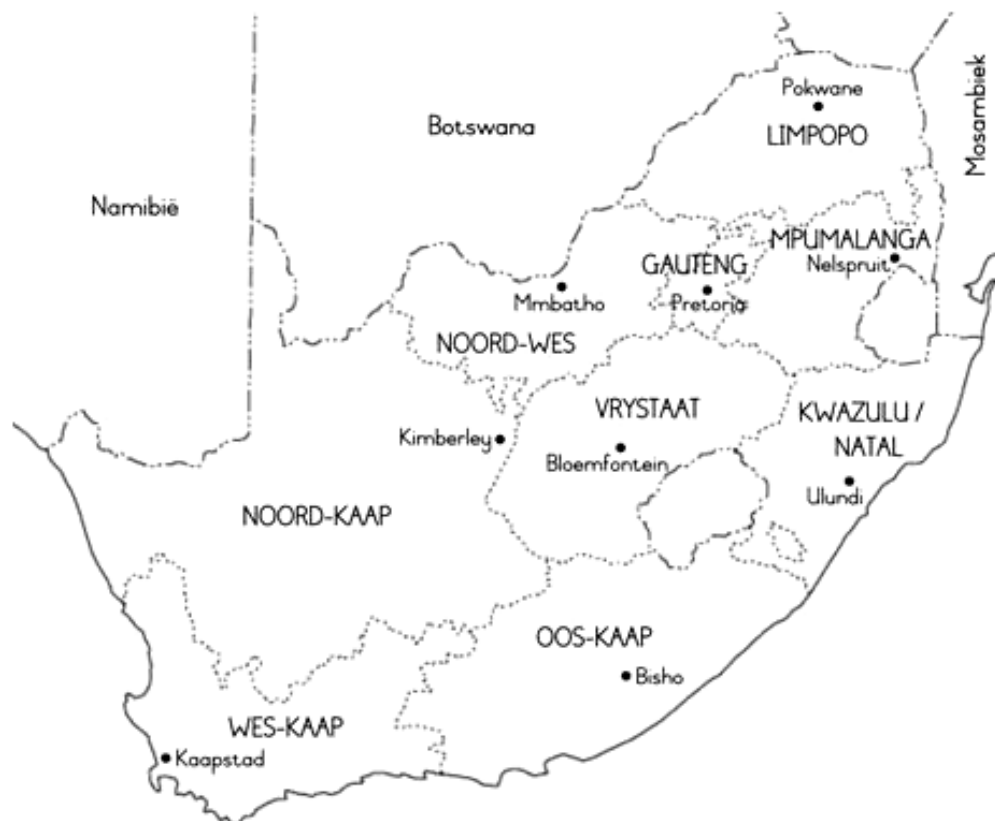 Pokwane
LIMPOPO
Mosambiek
Botswana
Namibië
MPUMALANGA
Nelspruit
GAUTENG
Pretoria
Mmbatho
NOORD-WES
VRYSTAAT
KWAZULU /
NATAL
Kimberley
Bloemfontein
Ulundi
NOORD-KAAP
OOS-KAAP
Bisho
WES-KAAP
Kaapstad